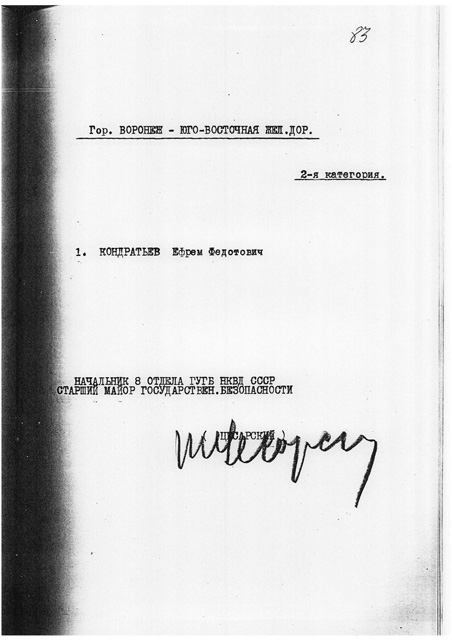 83
Гор. ВОРОНЕЖ - ЮГО-ВОСТОЧНАЯ ЖЕЛ.ДОР.
2-я категория.
1. КОНДРАТЬЕВ Ефрем Федотович
НАЧАЛЬНИК 8 ОТДЕЛА ГУГБ НКВД СССР
СТАРШИЙ МАЙОР ГОСУДАРСТВЕН.БЕЗОПАСНОСТИ
( ЦЕСАРСКИЙ )